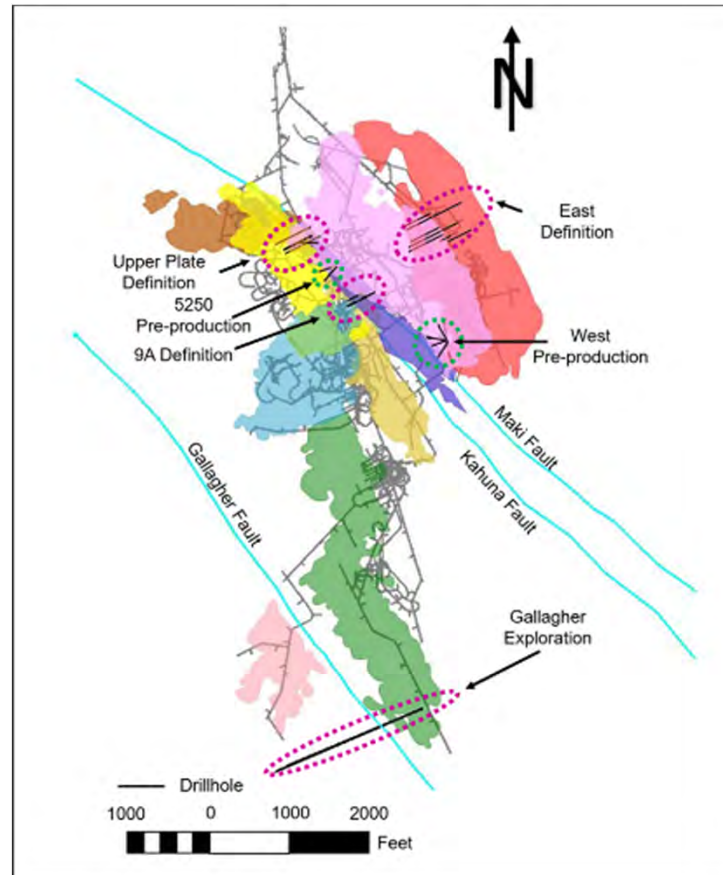 N
East
Definition
Upper Plate
Definition
5250
Pre-production
9A Definition
West
Pre-production
Maki Fault
Kahuna Fault
Gallagher Fault
Gallagher
Exploration
Drillhole
1000 0 1000 2000
Feet